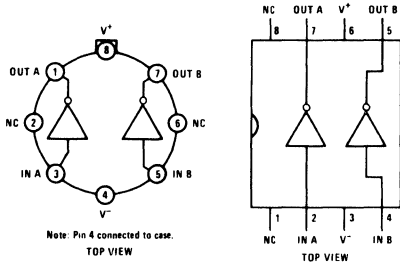 V+
8
OUT A 1 7 OUT B
NC 2 6 NC
IN A 3 5 IN B
4
V-
Note: Pin 4 connected to case.
TOP VIEW
NC OUT A V+ OUT B
8 7 6 5
1 2 3 4
NC IN A V- IN B
TOP VIEW